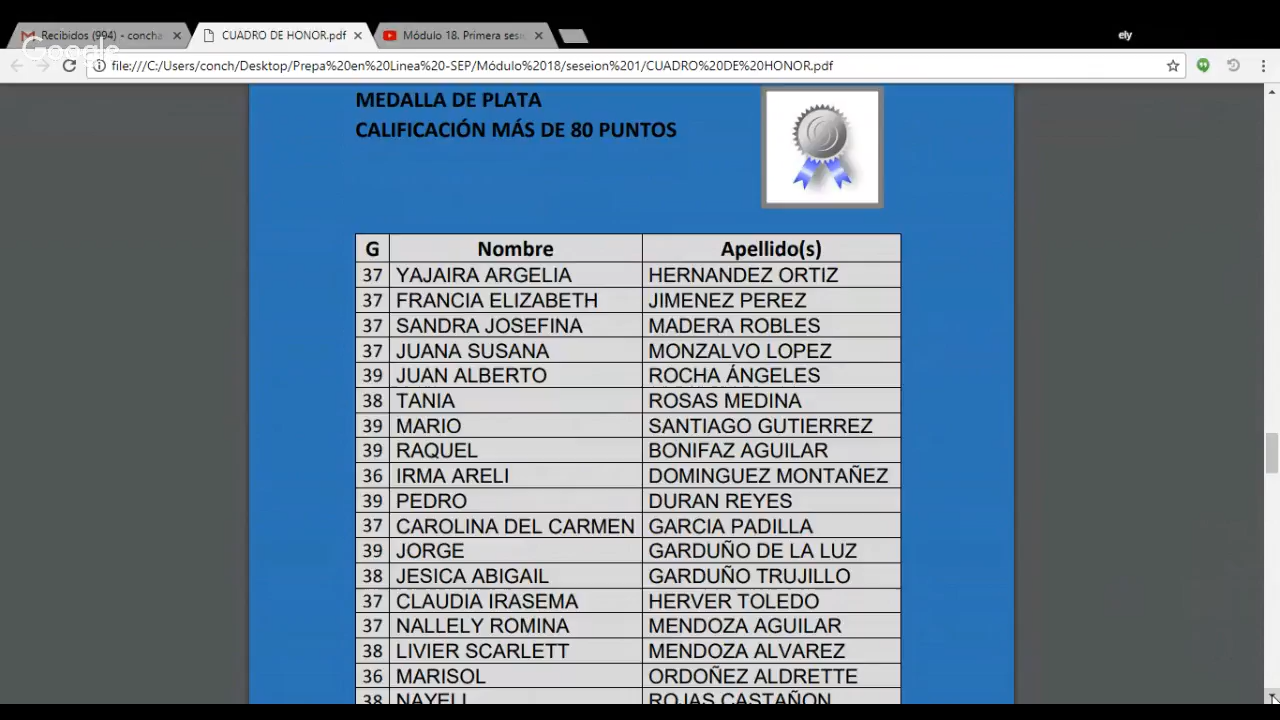 Recibidos (994) - concha
CUADRO DE HONOR.pdf
Módulo 18. Primera sesi
ely
Google
file:///C:/Users/conch/Desktop/Prepa%20en%20Linea%20-SEP/Módulo%2018/seseion%201/CUADRO%20DE%20HONOR.pdf
MEDALLA DE PLATA
CALIFICACIÓN MÁS DE 80 PUNTOS
G Nombre Apellido(s)
37 YAJAIRA ARGELIA HERNANDEZ ORTIZ
37 FRANCIA ELIZABETH JIMENEZ PEREZ
37 SANDRA JOSEFINA MADERA ROBLES
37 JUANA SUSANA MONZALVO LOPEZ
39 JUAN ALBERTO ROCHA ÁNGELES
38 TANIA ROSAS MEDINA
39 MARIO SANTIAGO GUTIERREZ
39 RAQUEL BONIFAZ AGUILAR
36 IRMA ARELI DOMINGUEZ MONTAÑEZ
39 PEDRO DURAN REYES
37 CAROLINA DEL CARMEN GARCIA PADILLA
39 JORGE GARDUÑO DE LA LUZ
38 JESICA ABIGAIL GARDUÑO TRUJILLO
37 CLAUDIA IRASEMA HERVER TOLEDO
37 NALLELY ROMINA MENDOZA AGUILAR
38 LIVIER SCARLETT MENDOZA ALVAREZ
36 MARISOL ORDOÑEZ ALDRETTE
38 NAYELI ROJAS CASTAÑON